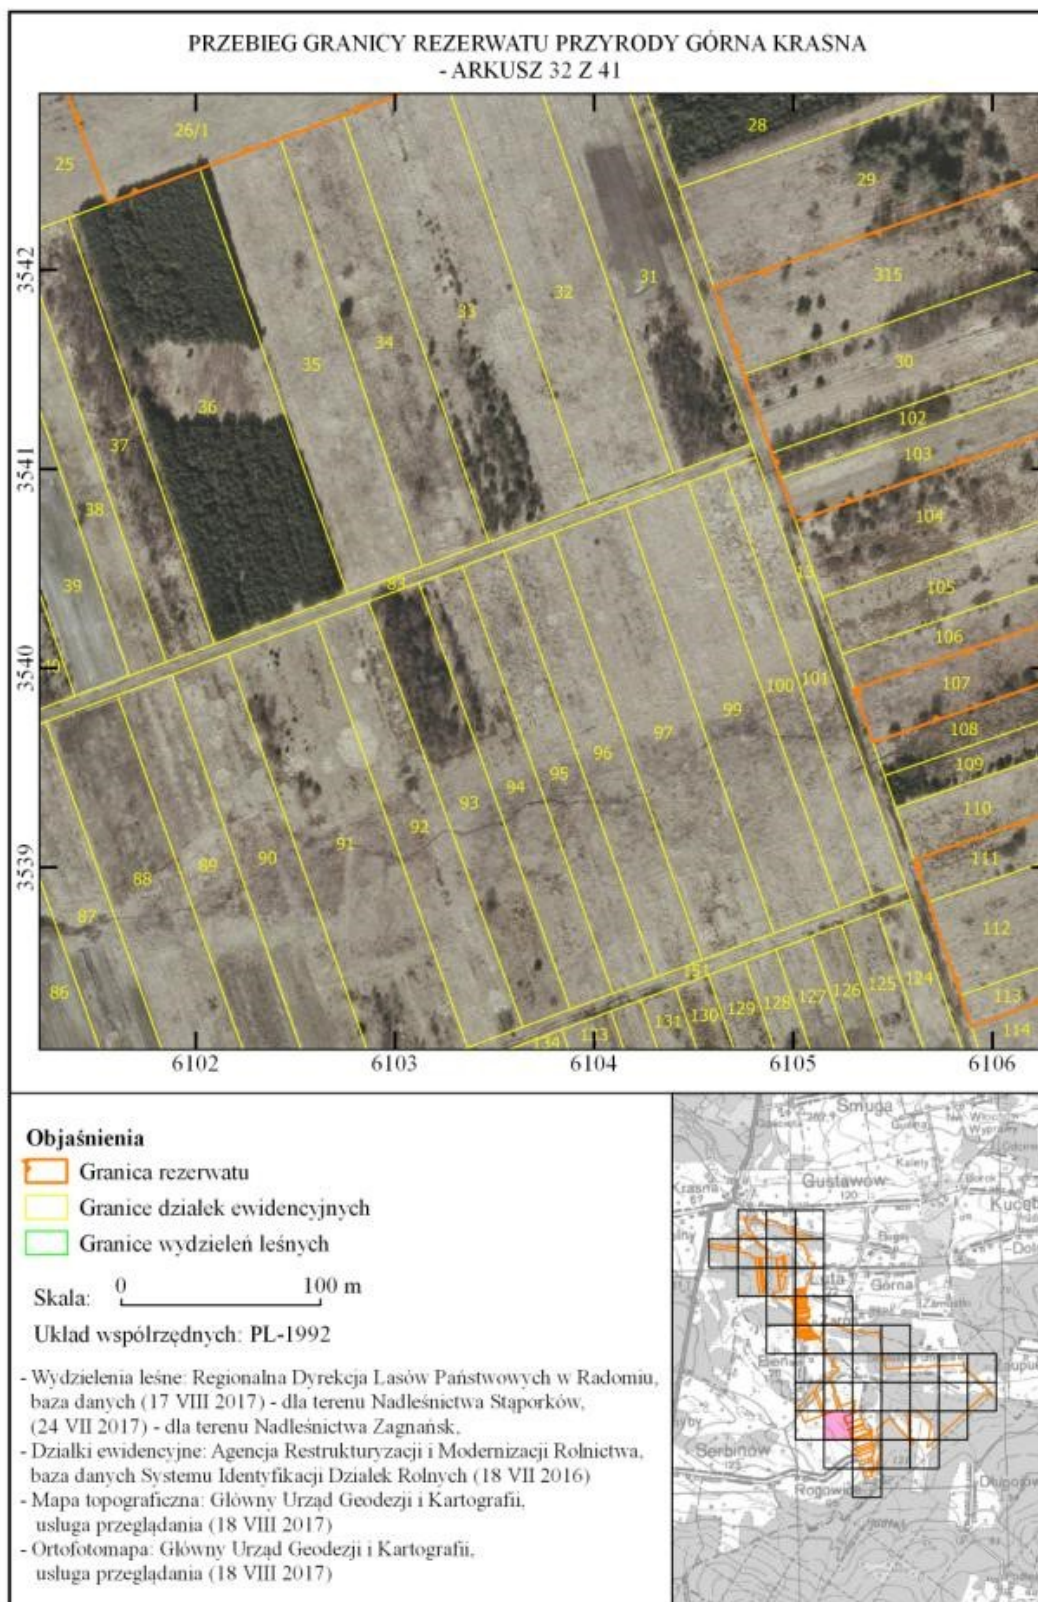 PRZEBIEG GRANICY REZERWATU PRZYRODY GÓRNA KRASNA
- ARKUSZ 32 Z 41
26/1
28
25
29
3542
315
32
31
33
34
30
35
36
102
103
37
3541
104
38
39
83
105
106
3540
107
101
100
99
108
97
109
96
95
94
110
93
92
91
111
90
89
88
3539
112
87
86
124
125
126
127
128
129
130
131
151
113
114
133
134
6102
6103
6104
6105
6106
Objaśnienia
Granica rezerwatu
Granice działek ewidencyjnych
Granice wydzieleń leśnych
Skala: 0 100 m
Układ współrzędnych: PL-1992
- Wydzielenia leśne: Regionalna Dyrekcja Lasów Państwowych w Radomiu,
baza danych (17 VIII 2017) - dla terenu Nadleśnictwa Stąporków,
(24 VII 2017) - dla terenu Nadleśnictwa Zagnańsk,
- Działki ewidencyjne: Agencja Restrukturyzacji i Modernizacji Rolnictwa,
baza danych Systemu Identyfikacji Działek Rolnych (18 VII 2016)
- Mapa topograficzna: Główny Urząd Geodezji i Kartografii,
usługa przeglądania (18 VIII 2017)
- Ortofotomapa: Główny Urząd Geodezji i Kartografii,
usługa przeglądania (18 VIII 2017)
Smuga
Kalety
Krasna
Gustawów
120
Borok
Luta
Górna
Serbinów
Rogowice